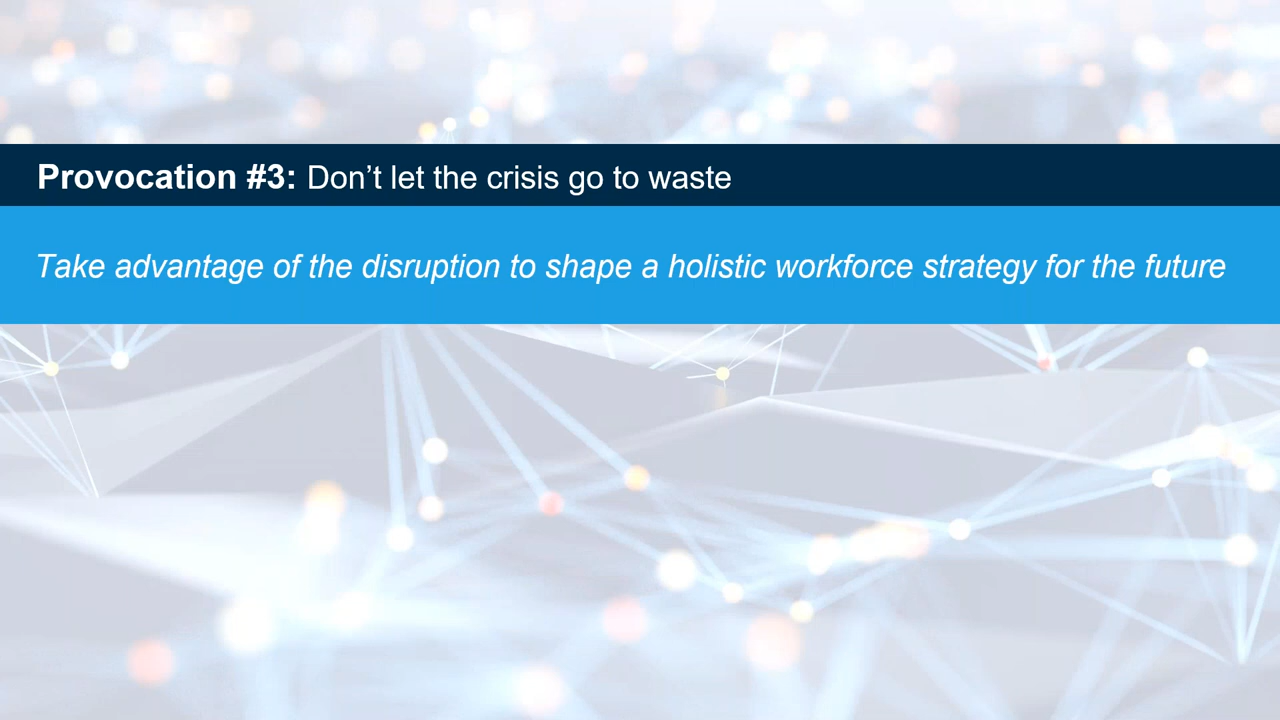 Provocation #3: Don’t let the crisis go to waste
Take advantage of the disruption to shape a holistic workforce strategy for the future